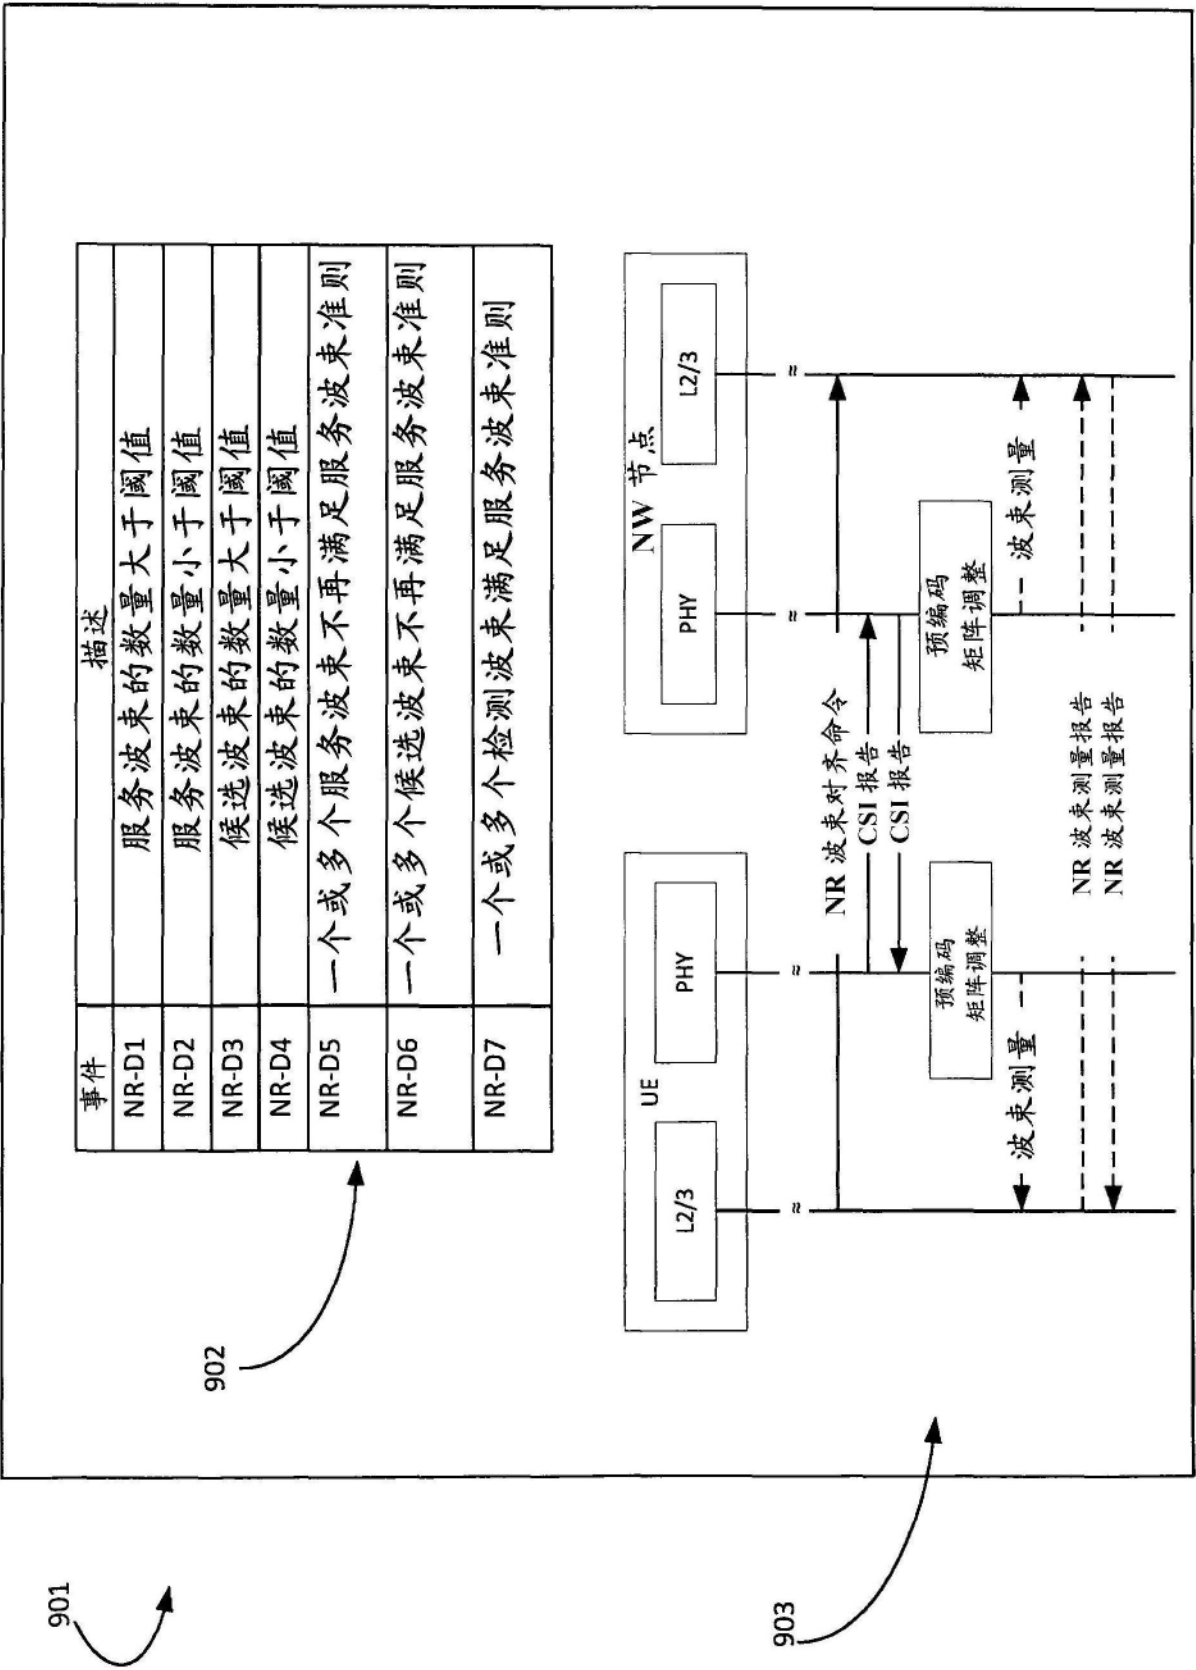 901
902
事件 描述
NR-D1 服务波束的数量大于阈值
NR-D2 服务波束的数量小于阈值
NR-D3 候选波束的数量大于阈值
NR-D4 候选波束的数量小于阈值
NR-D5 一个或多个服务波束不再满足服务波束准则
NR-D6 一个或多个候选波束不再满足服务波束准则
NR-D7 一个或多个检测波束满足服务波束准则
903
UE
NW 节点
L2/3
PHY
PHY
L2/3
NR 波束对齐命令
CSI 报告
CSI 报告
预编码
矩阵调整
预编码
矩阵调整
波束测量
波束测量
NR 波束测量报告
NR 波束测量报告